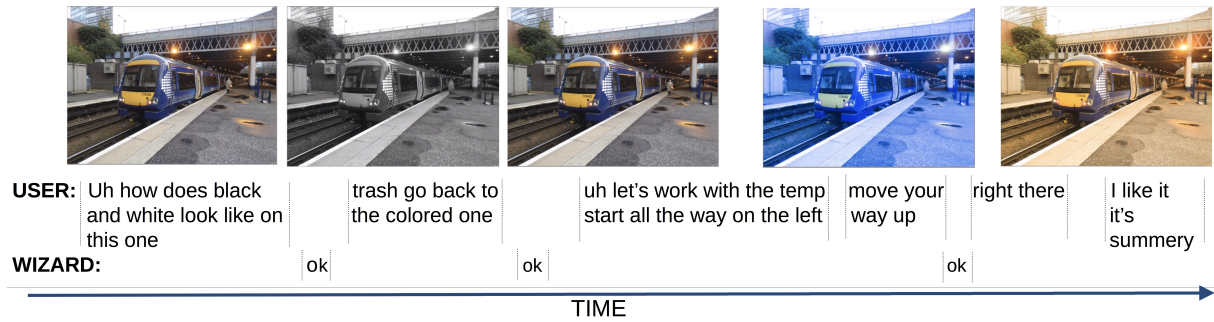 USER:
Uh how does black
and white look like on
this one
trash go back to
the colored one
uh let's work with the temp
start all the way on the left
move your
way up
right there
I like it
it's
summery
WIZARD:
ok
ok
ok
TIME